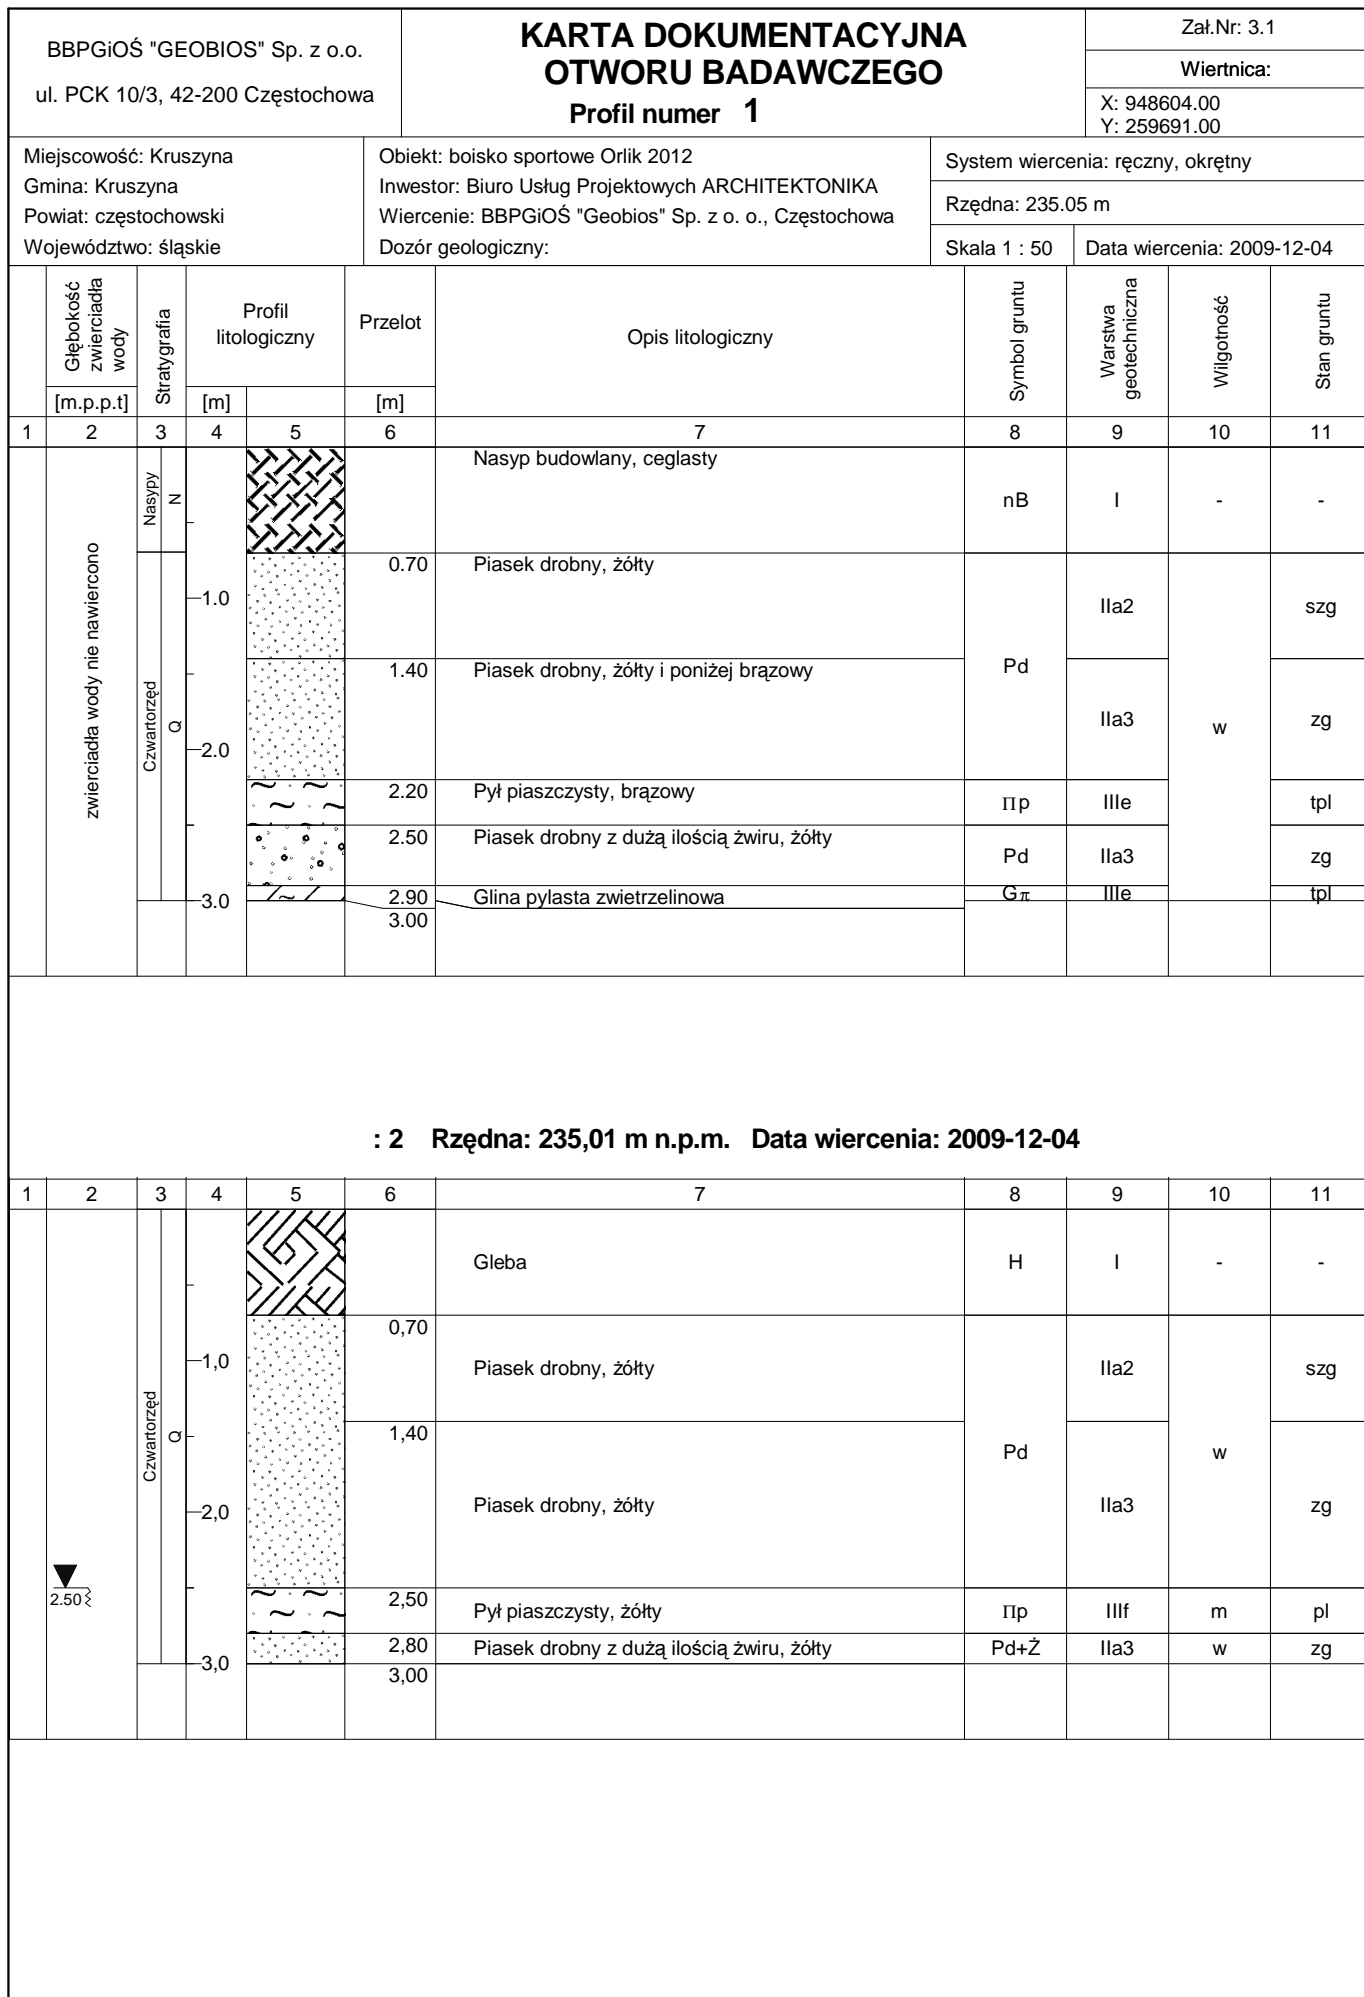 BBPGiOŚ "GEOBIOS" Sp. z o.o.
ul. PCK 10/3, 42-200 Częstochowa
KARTA DOKUMENTACYJNA
OTWORU BADAWCZEGO
Profil numer 1
Zał.Nr: 3.1
Wiertnica:
X: 948604.00
Y: 259691.00
Miejscowość: Kruszyna
Gmina: Kruszyna
Powiat: częstochowski
Województwo: śląskie
Obiekt: boisko sportowe Orlik 2012
Inwestor: Biuro Usług Projektowych ARCHITEKTONIKA
Wiercenie: BBPGiOŚ "Geobios" Sp. z o. o., Częstochowa
Dozór geologiczny:
System wiercenia: ręczny, okrętny
Rzędna: 235.05 m
Skala 1 : 50 Data wiercenia: 2009-12-04
Głębokość zwierciadła wody
[m.p.p.t]
Stratygrafia
Profil litologiczny
[m]
Przelot
[m]
Opis litologiczny
Symbol gruntu
Warstwa geotechniczna
Wilgotność
Stan gruntu
1 2 3 4 5 6 7 8 9 10 11
zwierciadła wody nie nawiercono
Nasypy N
Nasyp budowlany, ceglasty nB I - -
0.70 Piasek drobny, żółty
1.0 IIa2 szg
Pd
1.40 Piasek drobny, żółty i poniżej brązowy
Czwartorzęd Q
IIa3 w zg
2.0
2.20 Pył piaszczysty, brązowy Πp IIIe tpl
2.50 Piasek drobny z dużą ilością żwiru, żółty Pd IIa3 zg
3.0 2.90 Glina pylasta zwietrzelinowa Gπ IIIe tpl
3.00
: 2 Rzędna: 235,01 m n.p.m. Data wiercenia: 2009-12-04
1 2 3 4 5 6 7 8 9 10 11
Gleba H I - -
0,70
1,0 Piasek drobny, żółty IIa2 szg
1,40
Czwartorzęd Q
Pd w
2,0 Piasek drobny, żółty IIa3 zg
2.50
2,50
Pył piaszczysty, żółty Πp IIIf m pl
2,80 Piasek drobny z dużą ilością żwiru, żółty Pd+Ż IIa3 w zg
3,0
3,00